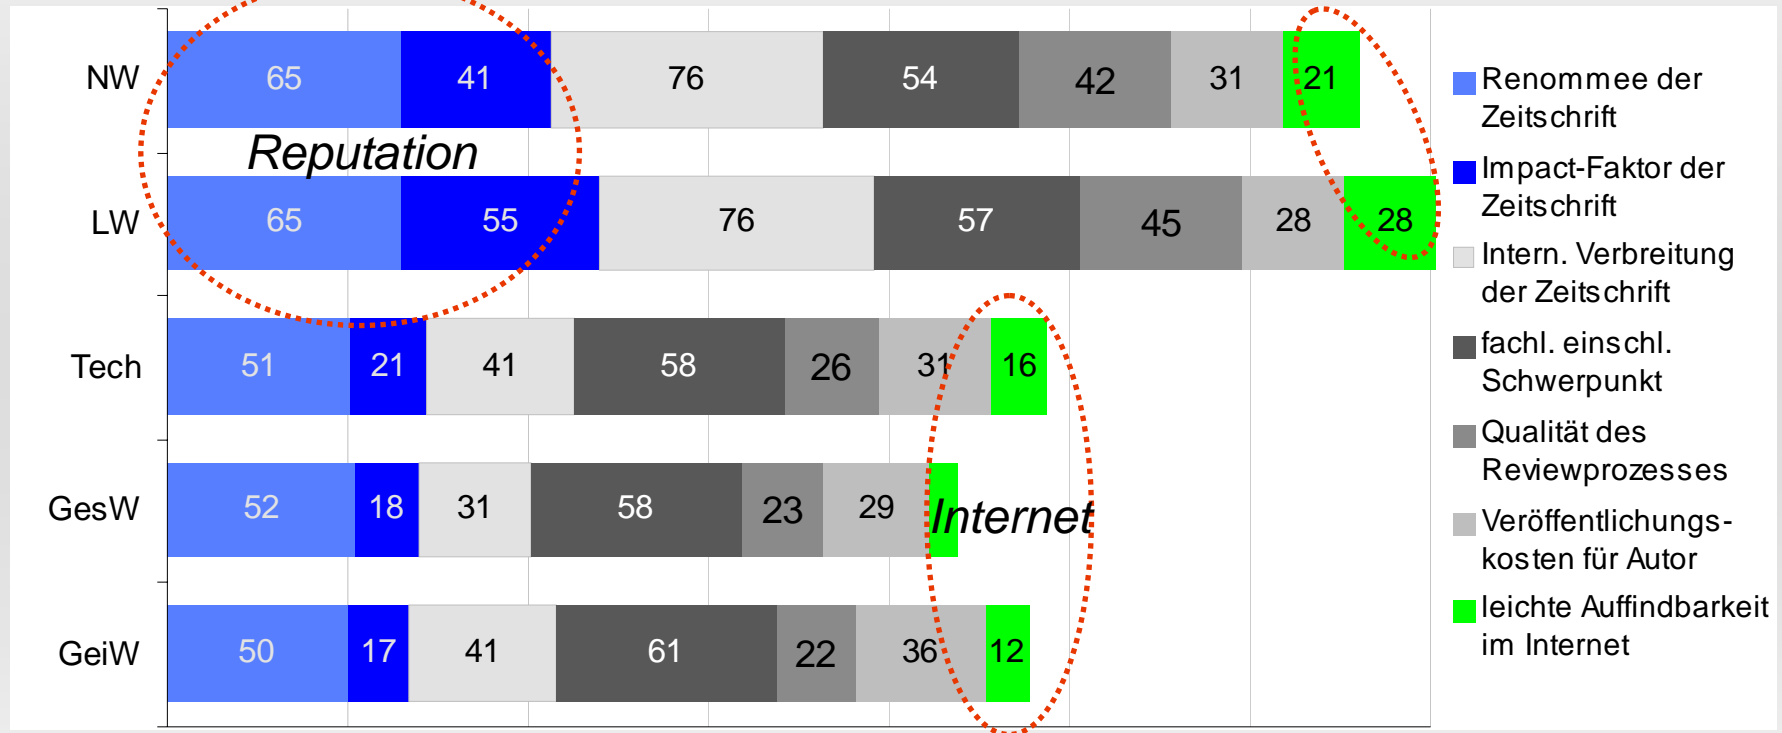 NW 65 41 76 54 42 31 21
Reputation
LW 65 55 76 57 45 28 28
Tech 51 21 41 58 26 31 16
GesW 52 18 31 58 23 29
Internet
GeiW 50 17 41 61 22 36 12
Renommee der
Zeitschrift
Impact-Faktor der
Zeitschrift
Intern. Verbreitung
der Zeitschrift
fachl. einschl.
Schwerpunkt
Qualität des
Reviewprozesses
Veröffentlichungs-
kosten für Autor
leichte Auffindbarkeit
im Internet